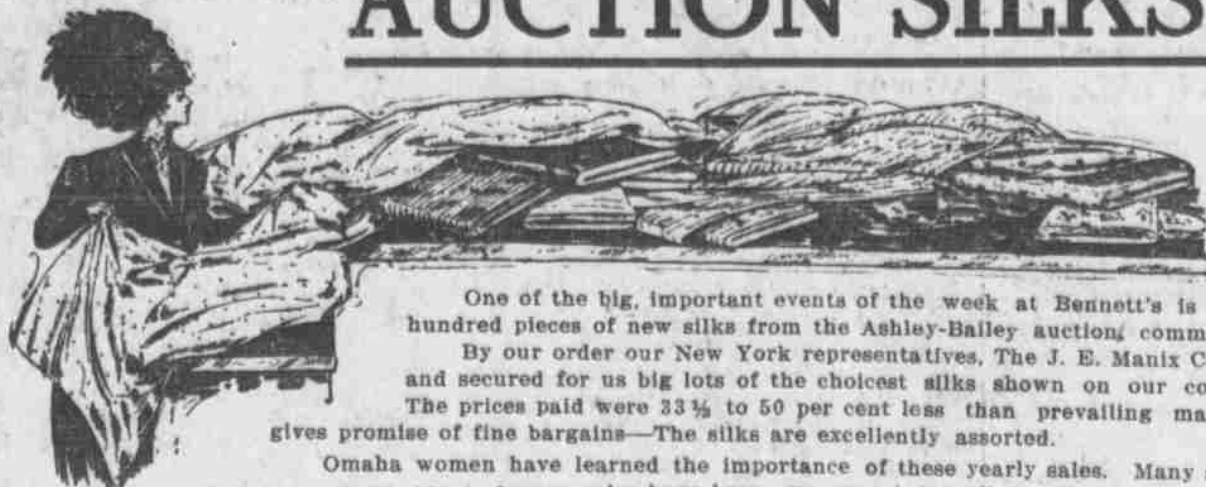 AUCTION SILKS
One of the big, important events of the week at Bennett's is
hundred pieces of new silks from the Ashley-Bailey auction, comm
By our order our New York representatives, The J. E. Manix C
and secured for us big lots of the choicest silks shown on our co
The prices paid were 33⅓ to 50 per cent less than prevailing ma
gives promise of fine bargains—The silks are excellently assorted.
Omaha women have learned the importance of these yearly sales. Many